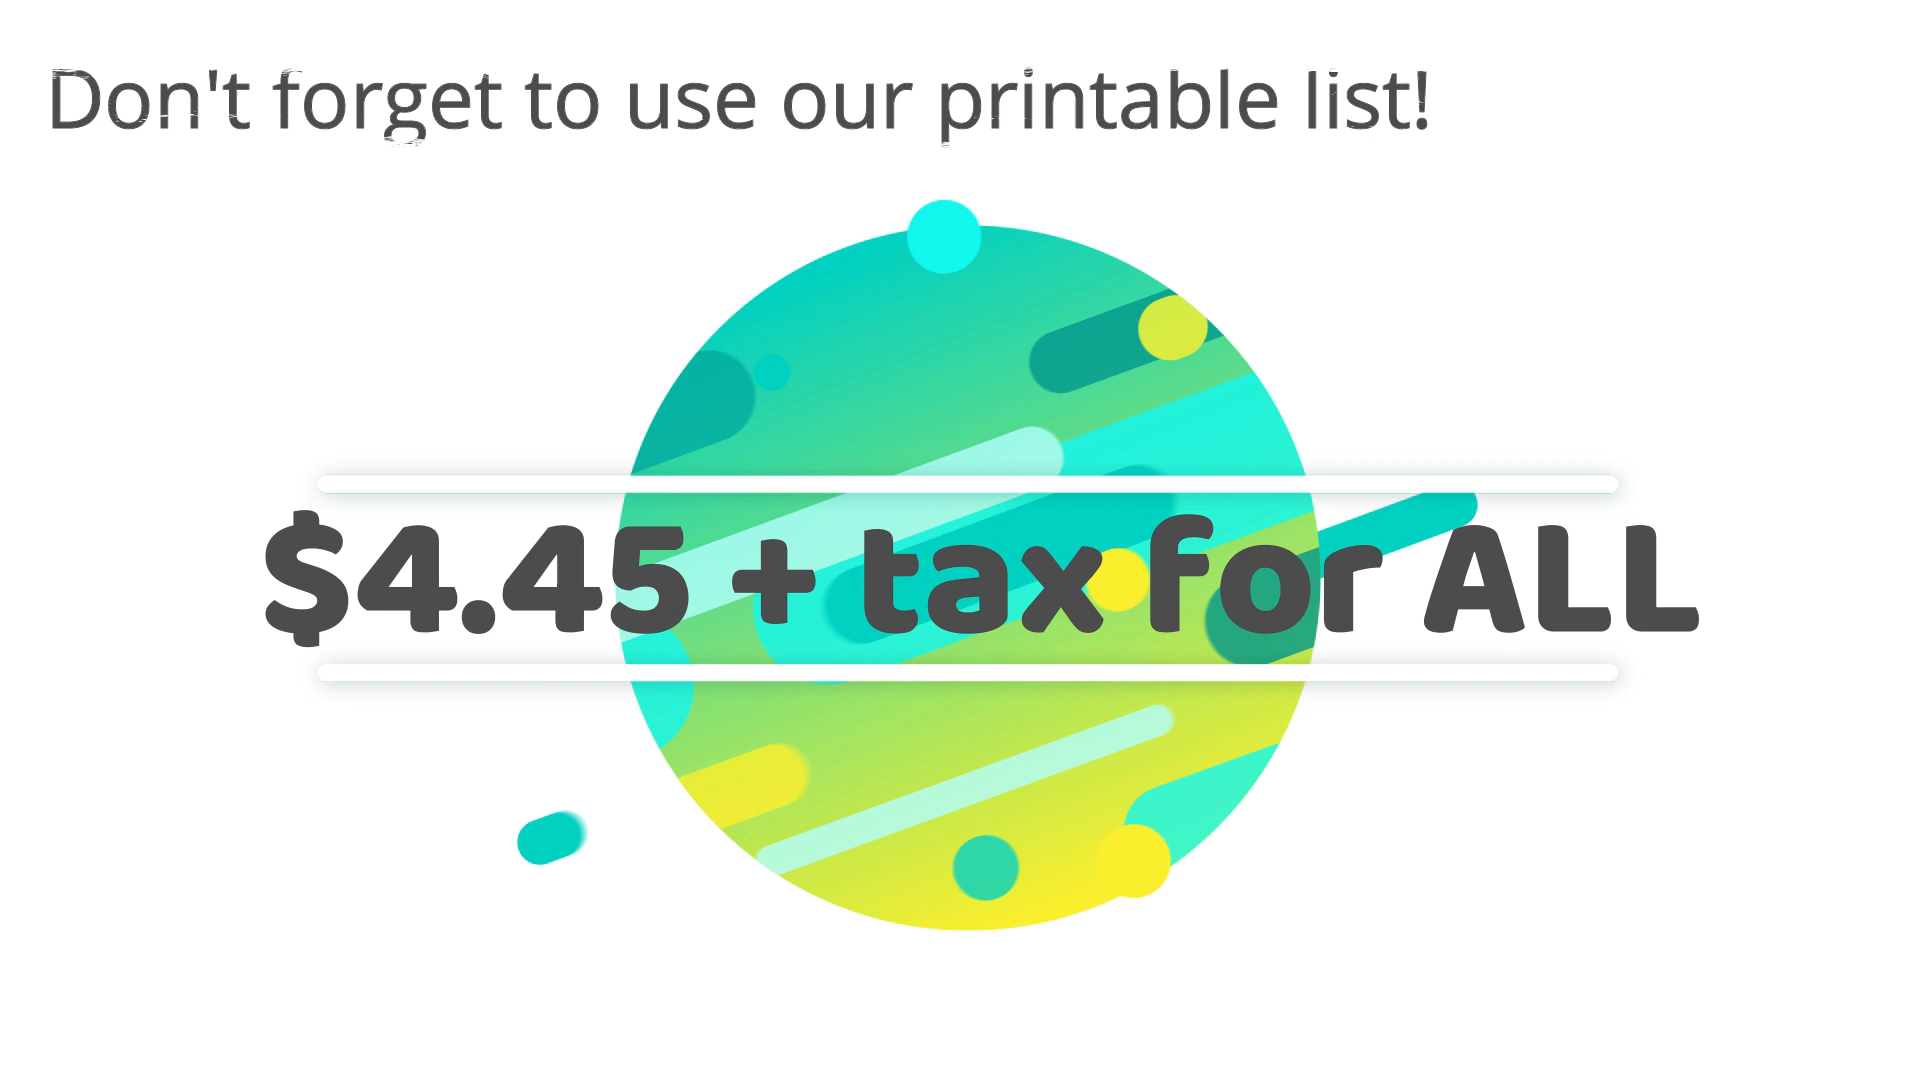 Don't forget to use our printable list!
$4.45 + tax for ALL